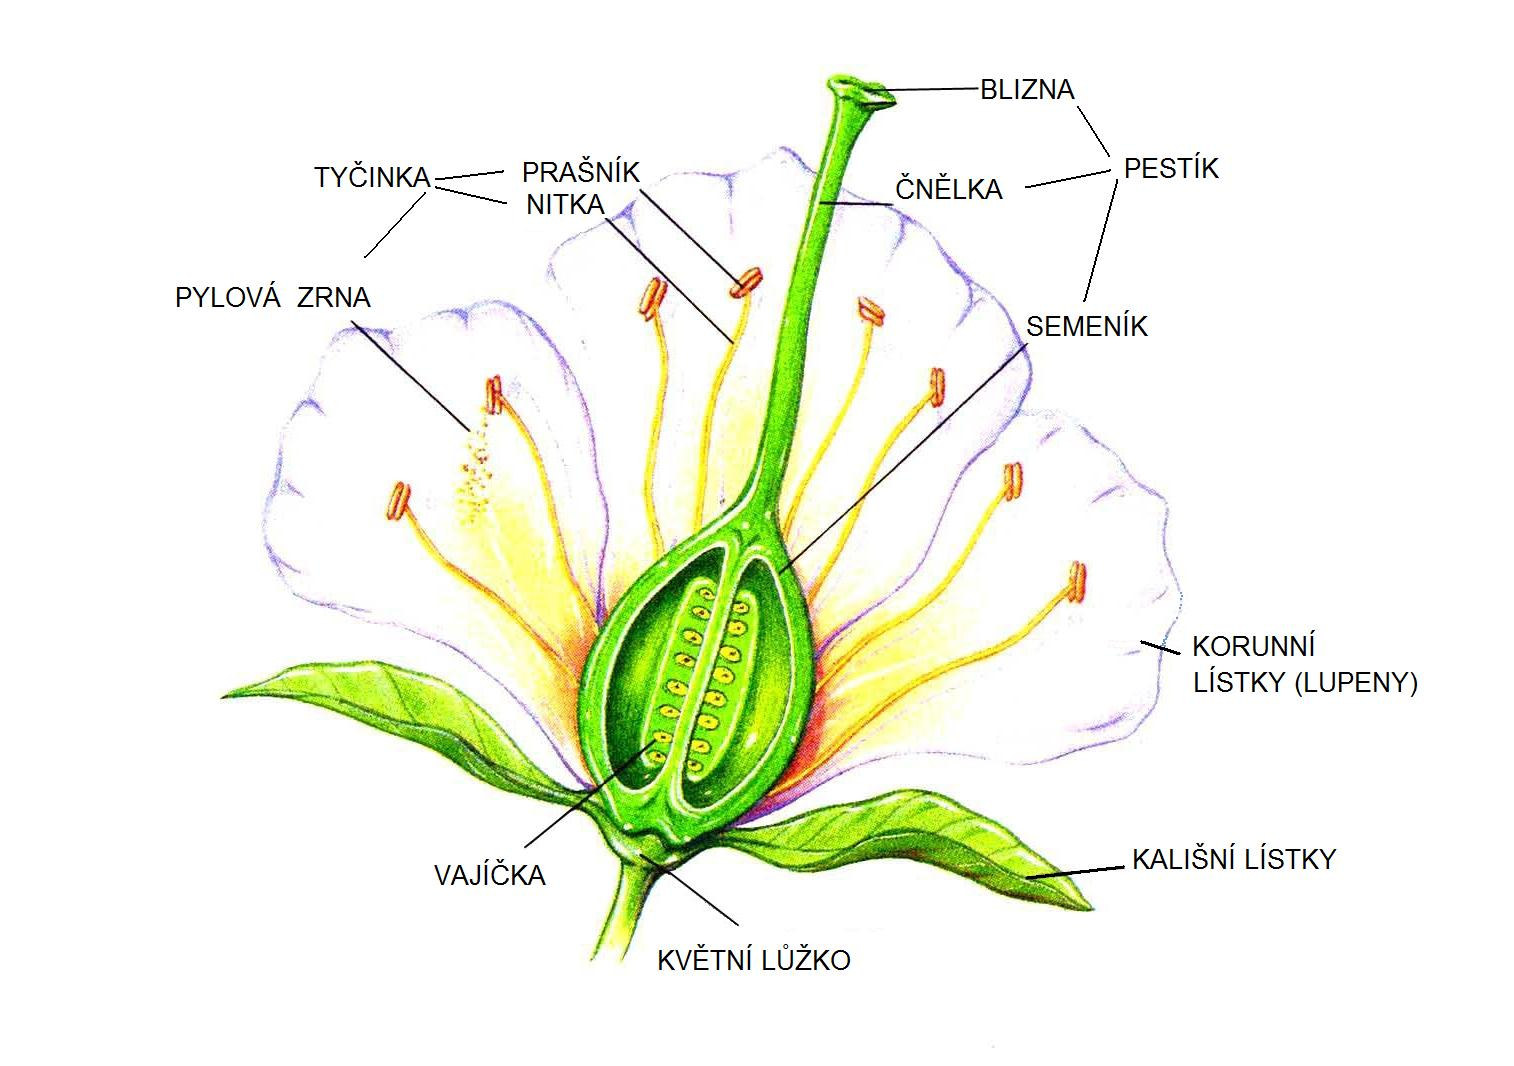 BLIZNA
PESTÍK
TYČINKA
PRAŠNÍK
NITKA
ČNĚLKA
PYLOVÁ ZRNA
SEMENÍK
KORUNNÍ
LÍSTKY (LUPENY)
KALIŠNÍ LÍSTKY
VAJÍČKA
KVĚTNÍ LŮŽKO